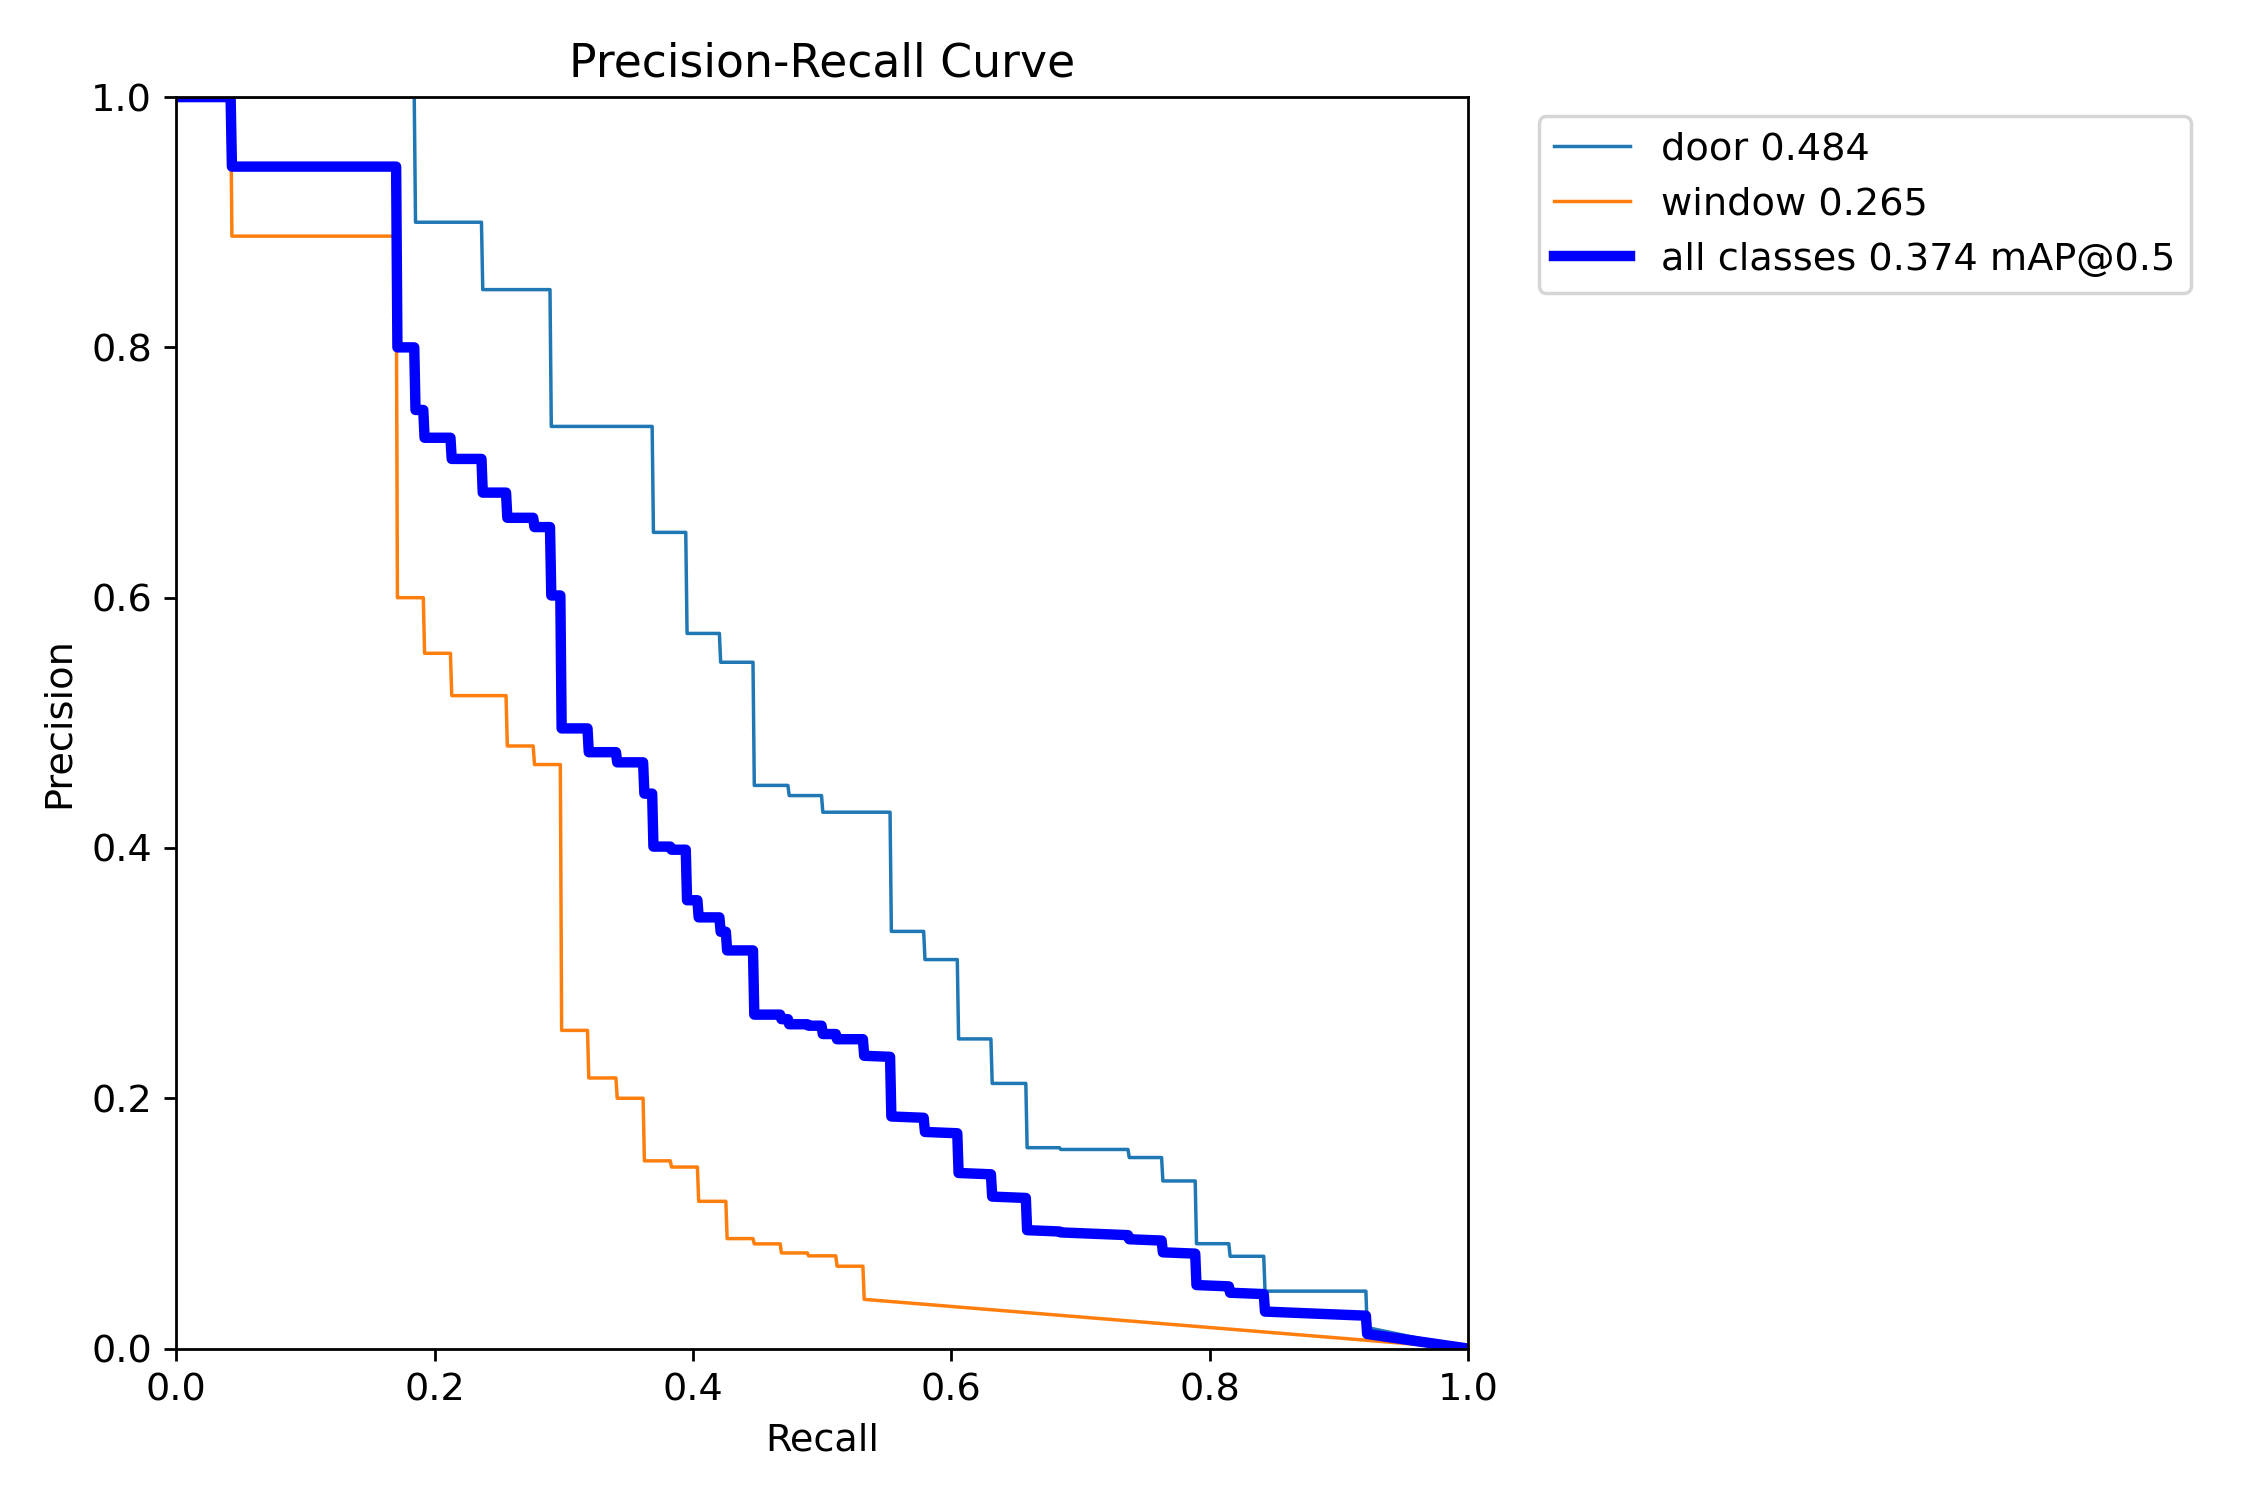 Precision-Recall Curve
1.0
0.8
0.6
0.4
0.2
0.0
Precision
0.0 0.2 0.4 0.6 0.8 1.0
Recall
door 0.484
window 0.265
all classes 0.374 mAP@0.5